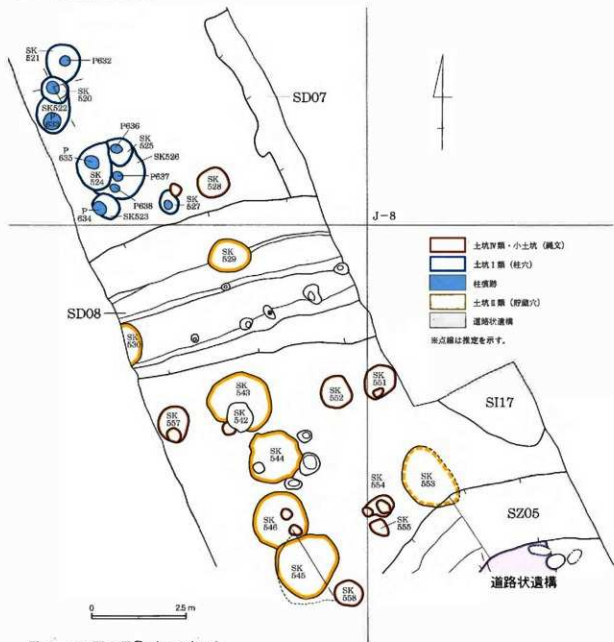 SK
521
P632
SK
520
SK522
P
SD07
P636
SK
525
P
635
SK526
SK
524
P637
P638
SK
528
SK
527
P
634
SK523
J-8
SK
529
土坑Ⅳ類・小土坑（縄文）
土坑Ⅰ類（柱穴）
柱痕跡
土坑Ⅱ類（貯蔵穴）
道路状遺構
※点線は推定を示す。
SD08
SK
530
SK
543
SK
542
SK
552
SK
551
SI17
SK
557
SK
544
SK
553
SK
554
SK
555
SK
546
SZ05
SK
545
道路状遺構
SK
558
0
2.5 m